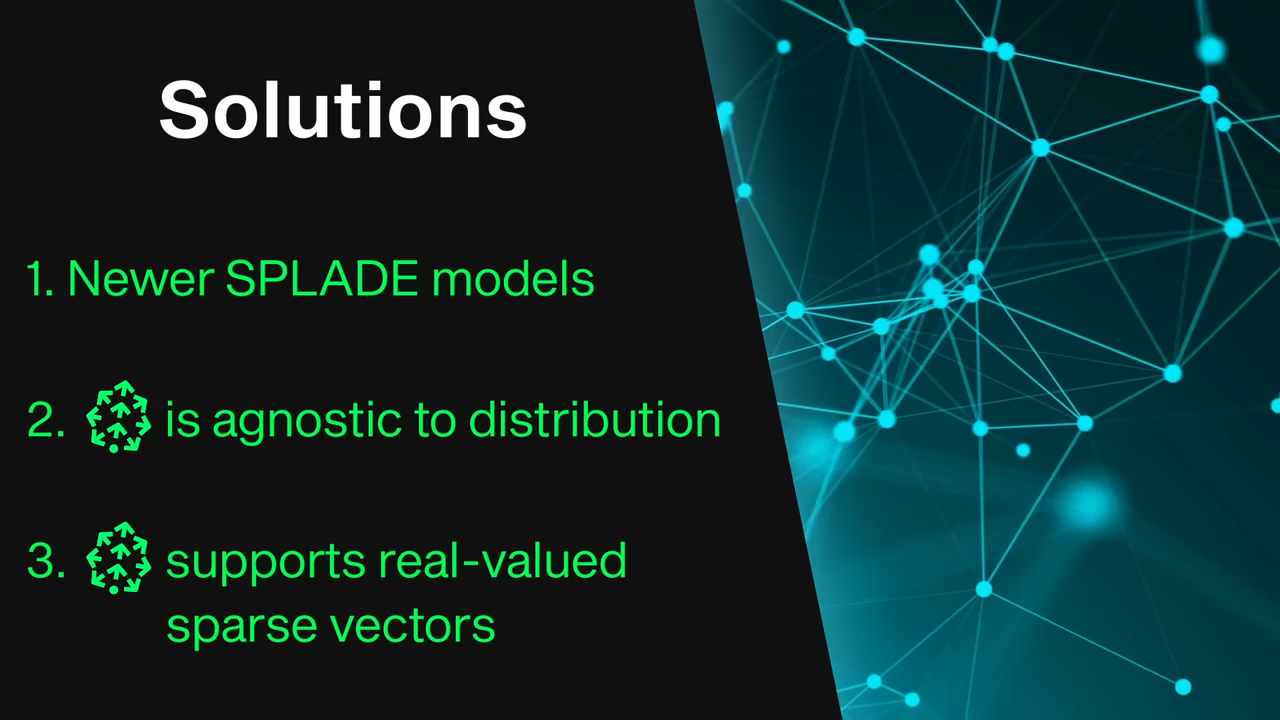 Solutions
1. Newer SPLADE models
2. is agnostic to distribution
3. supports real-valued
sparse vectors